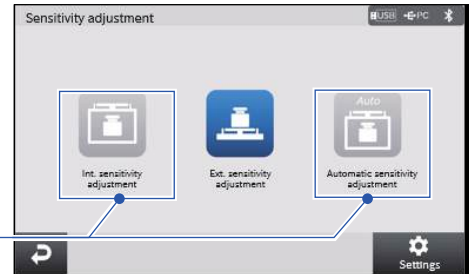 Sensitivity adjustment
USB PC
Auto
Int. sensitivity
adjustment
Ext. sensitivity
adjustment
Automatic sensitivity
adjustment
Settings